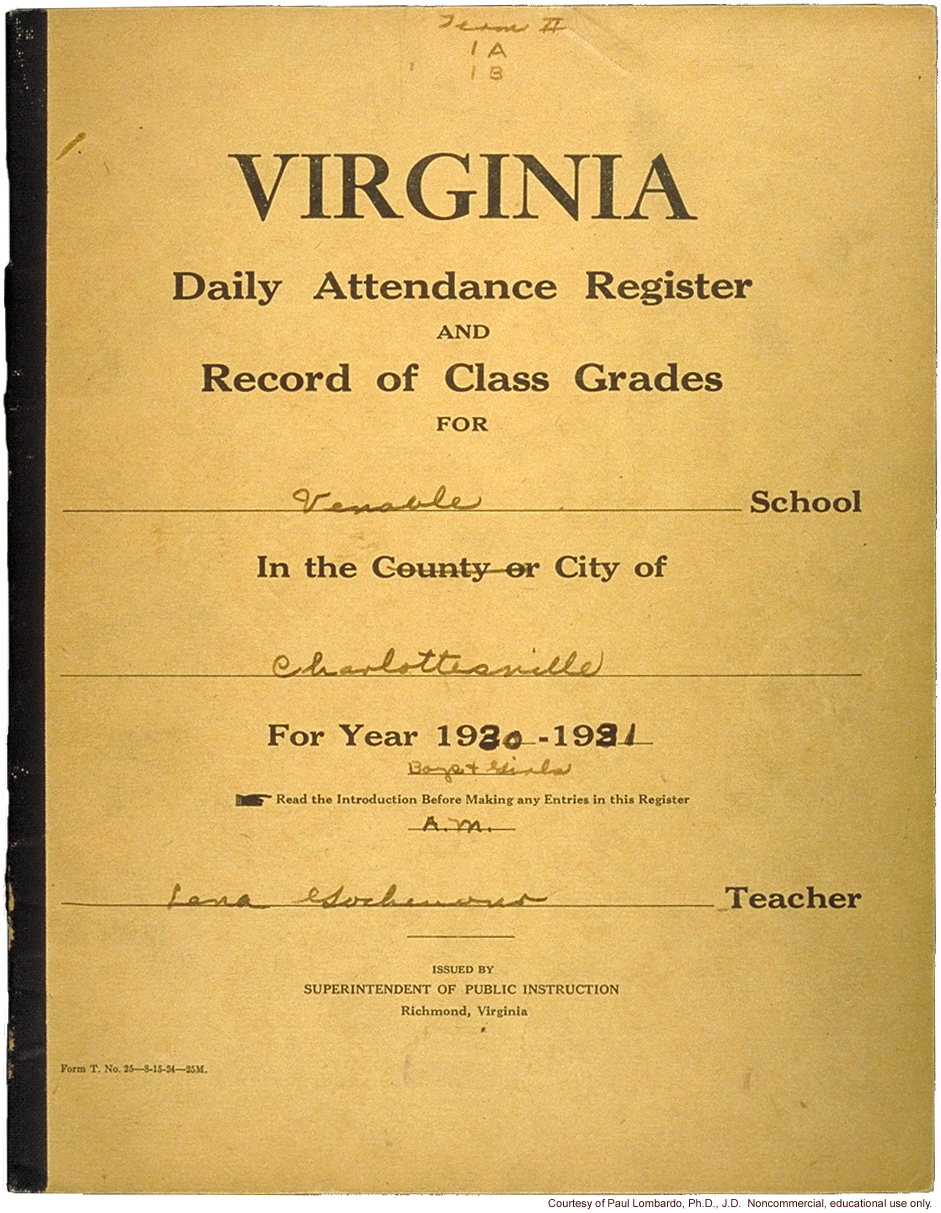 Term II
1 A
1 B
VIRGINIA
Daily Attendance Register
AND
Record of Class Grades
FOR
Venable School
In the County or City of
Charlottesville
For Year 1930-1931
Boys + Girls
Read the Introduction Before Making any Entries in this Register
A.M.
Lena Teacher
ISSUED BY
SUPERINTENDENT OF PUBLIC INSTRUCTION
Richmond, Virginia
Form T. No. 25—8-15-24—25M.
Courtesy of Paul Lombardo, Ph.D., J.D. Noncommercial, educational use only.